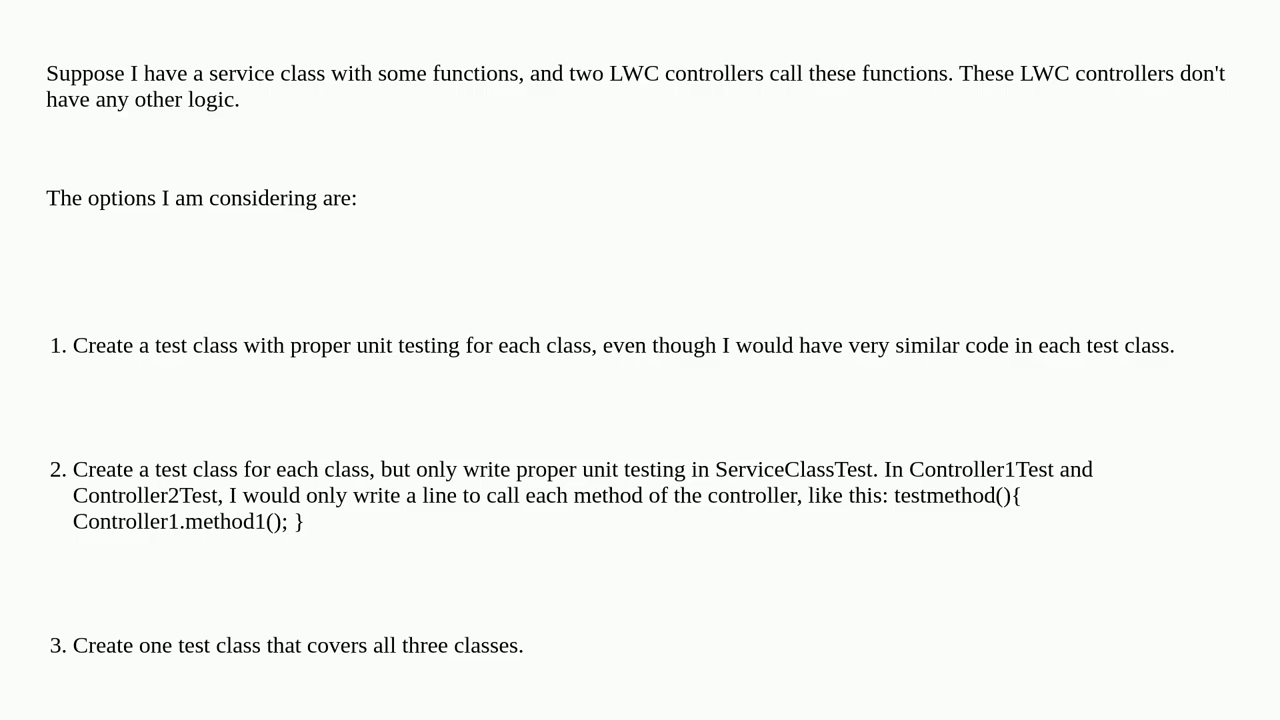 Suppose I have a service class with some functions, and two LWC controllers call these functions. These LWC controllers don't
have any other logic.
The options I am considering are:
1. Create a test class with proper unit testing for each class, even though I would have very similar code in each test class.
2. Create a test class for each class, but only write proper unit testing in ServiceClassTest. In Controller1Test and
Controller2Test, I would only write a line to call each method of the controller, like this: testmethod(){
Controller1.method1(); }
3. Create one test class that covers all three classes.